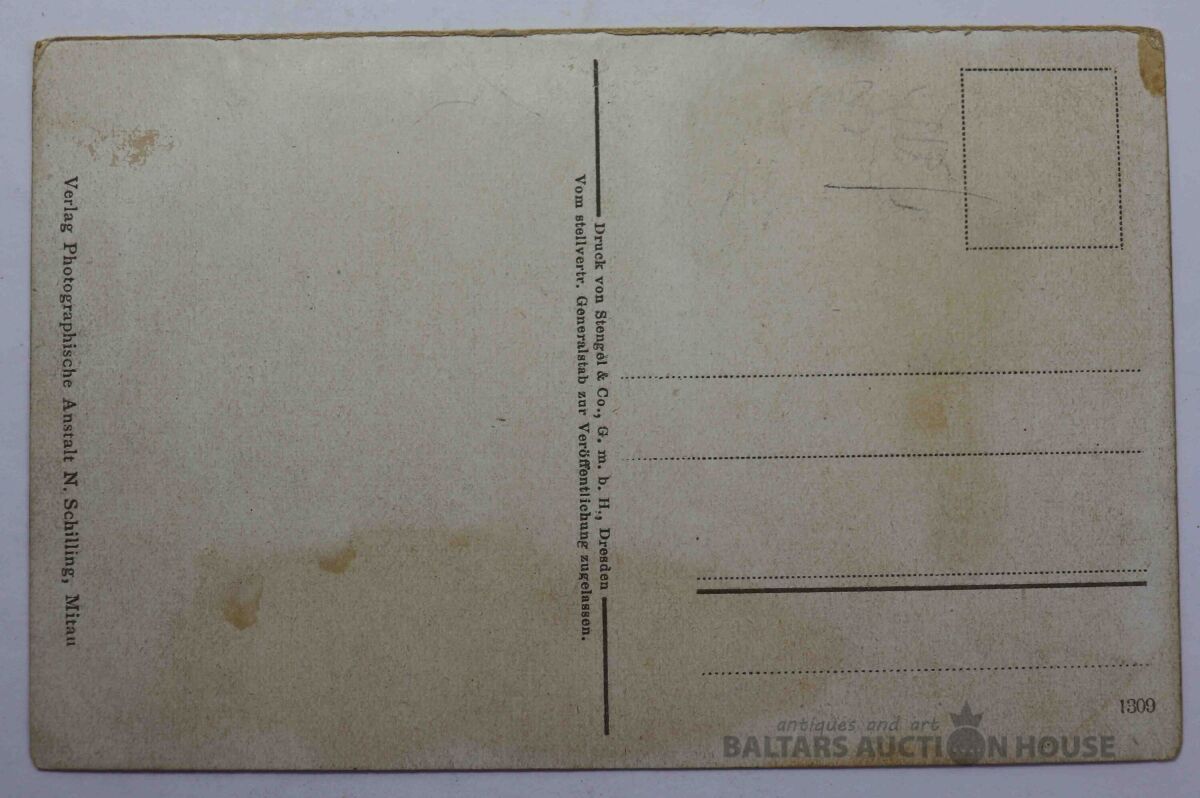 Verlag Photographische Anstalt N. Schilling, Mitau
Druck von Stengel & Co., G. m. b. H., Dresden
Vom stellvertr. Generalstab zur Veröffentlichung zugelassen.
1309
antiques and art
BALTARS AUCTION HOUSE